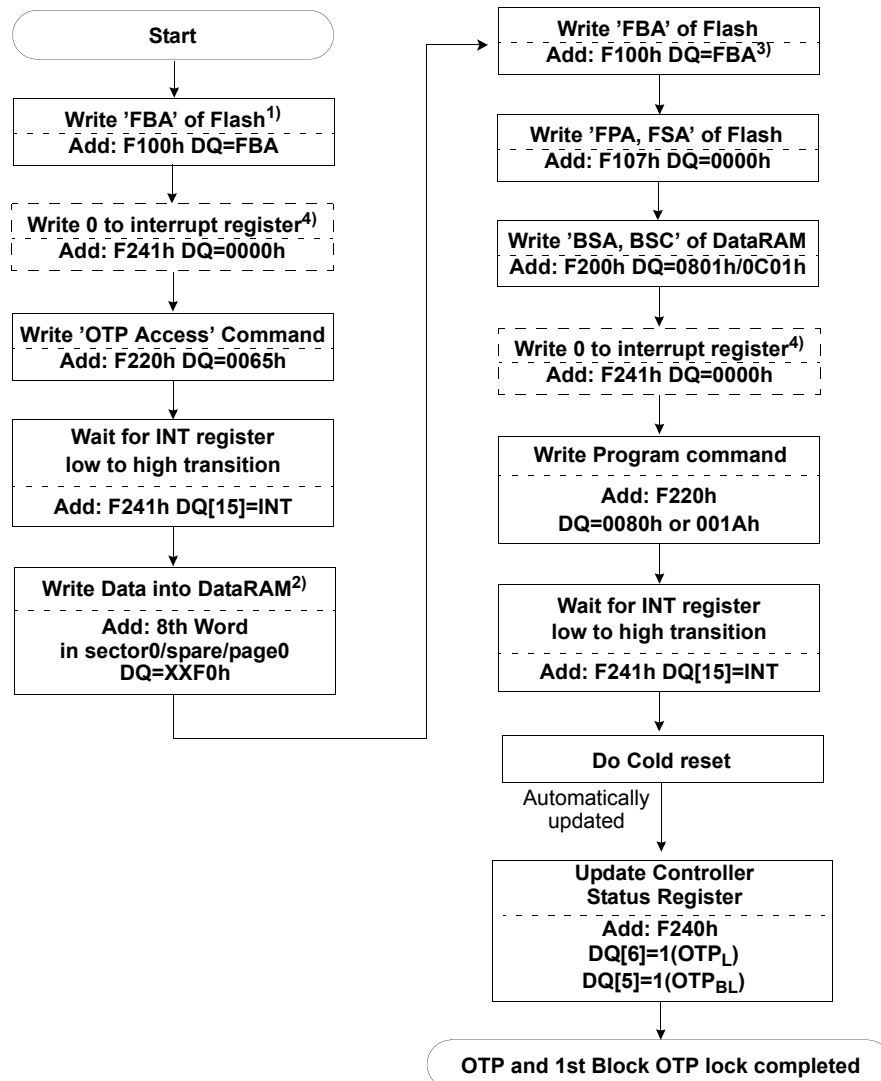 Start
Write 'FBA' of Flash1)
Add: F100h DQ=FBA
Write 0 to interrupt register4)
Add: F241h DQ=0000h
Write 'OTP Access' Command
Add: F220h DQ=0065h
Wait for INT register
low to high transition
Add: F241h DQ[15]=INT
Write Data into DataRAM2)
Add: 8th Word
in sector0/spare/page0
DQ=XXF0h
Write 'FBA' of Flash
Add: F100h DQ=FBA3)
Write 'FPA, FSA' of Flash
Add: F107h DQ=0000h
Write 'BSA, BSC' of DataRAM
Add: F200h DQ=0801h/0C01h
Write 0 to interrupt register4)
Add: F241h DQ=0000h
Write Program command
Add: F220h
DQ=0080h or 001Ah
Wait for INT register
low to high transition
Add: F241h DQ[15]=INT
Do Cold reset
Automatically
updated
Update Controller
Status Register
Add: F240h
DQ[6]=1(OTPL)
DQ[5]=1(OTPBL)
OTP and 1st Block OTP lock completed